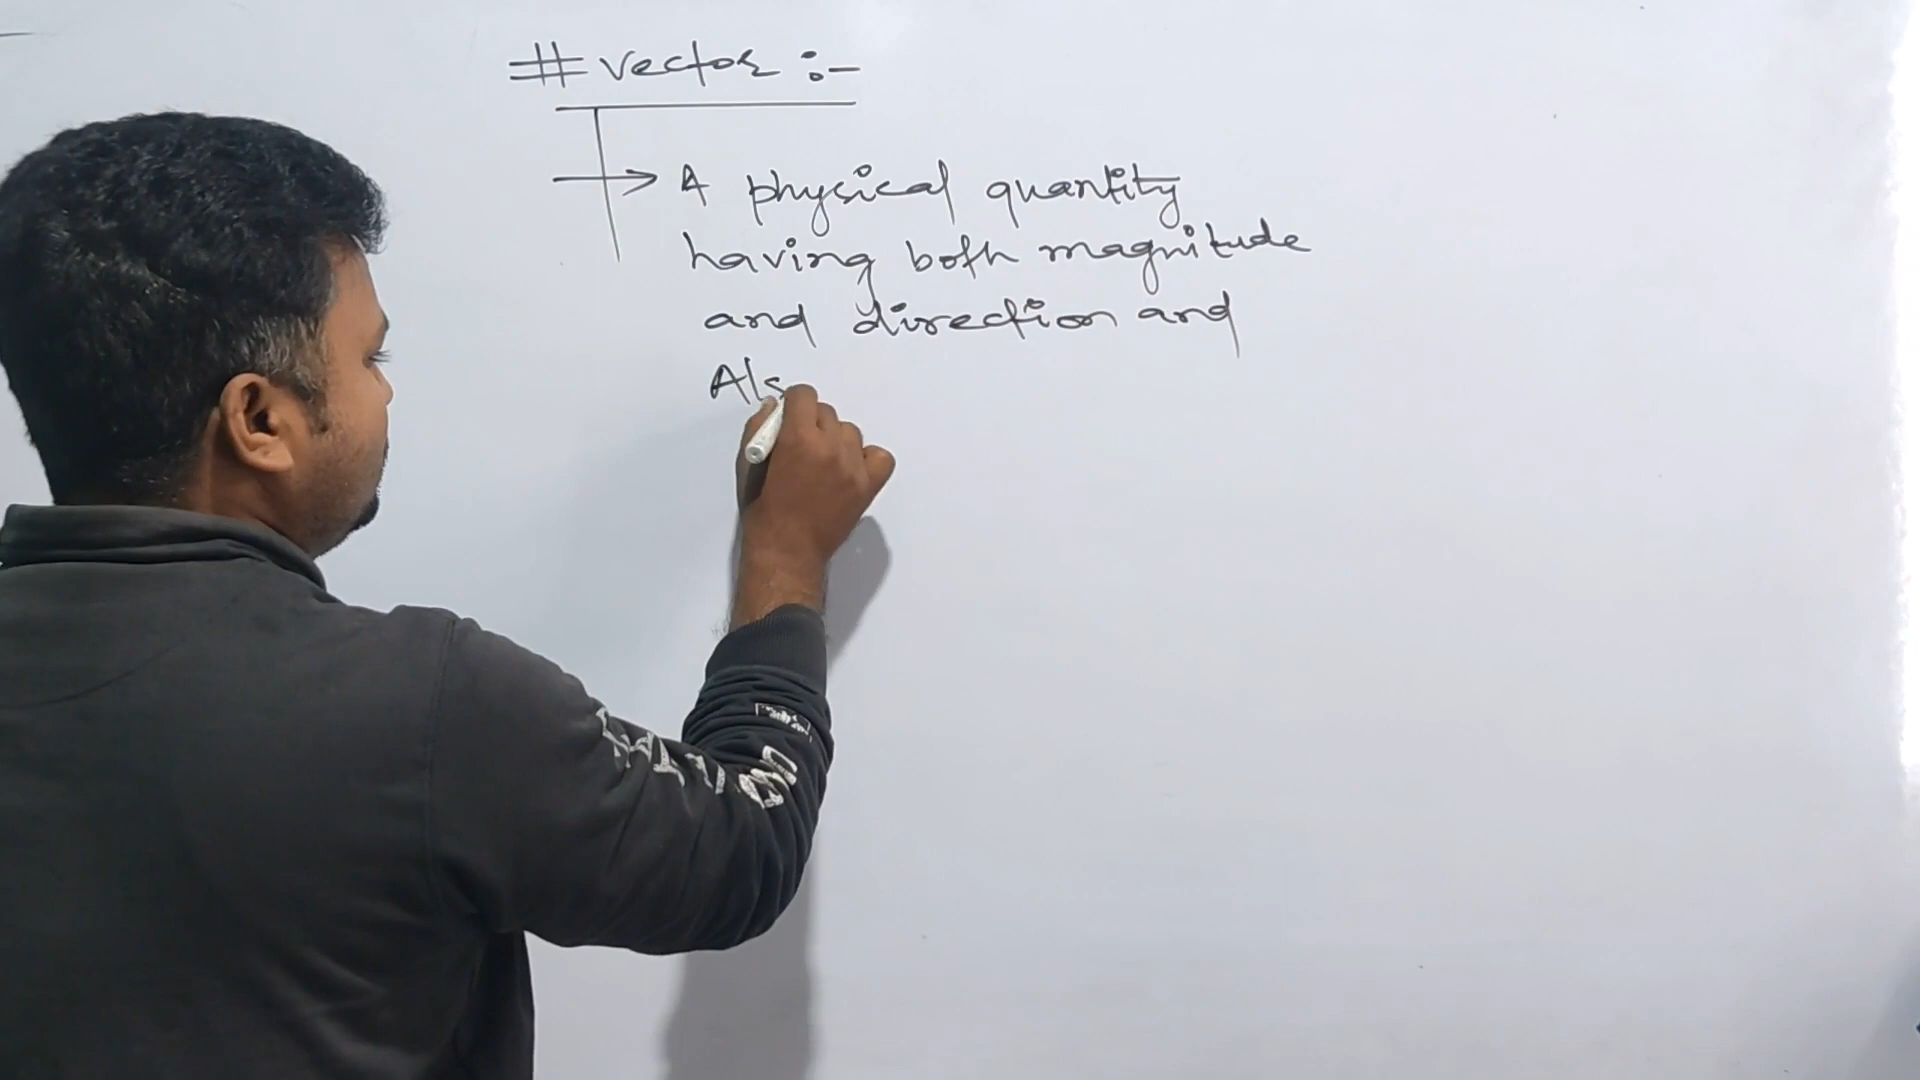 # vector :-
→ A physical quantity
having both magnitude
and direction and
Als